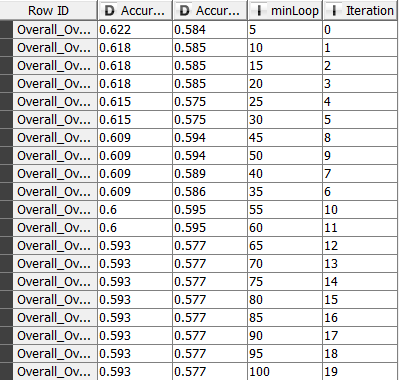 Row ID D Accur... D Accur... I minLoop I Iteration
Overall_Ov... 0.622 0.584 5 0
Overall_Ov... 0.618 0.585 10 1
Overall_Ov... 0.618 0.585 15 2
Overall_Ov... 0.618 0.585 20 3
Overall_Ov... 0.615 0.575 25 4
Overall_Ov... 0.615 0.575 30 5
Overall_Ov... 0.609 0.594 45 8
Overall_Ov... 0.609 0.594 50 9
Overall_Ov... 0.609 0.589 40 7
Overall_Ov... 0.609 0.586 35 6
Overall_Ov... 0.6 0.595 55 10
Overall_Ov... 0.6 0.595 60 11
Overall_Ov... 0.593 0.577 65 12
Overall_Ov... 0.593 0.577 70 13
Overall_Ov... 0.593 0.577 75 14
Overall_Ov... 0.593 0.577 80 15
Overall_Ov... 0.593 0.577 85 16
Overall_Ov... 0.593 0.577 90 17
Overall_Ov... 0.593 0.577 95 18
Overall_Ov... 0.593 0.577 100 19